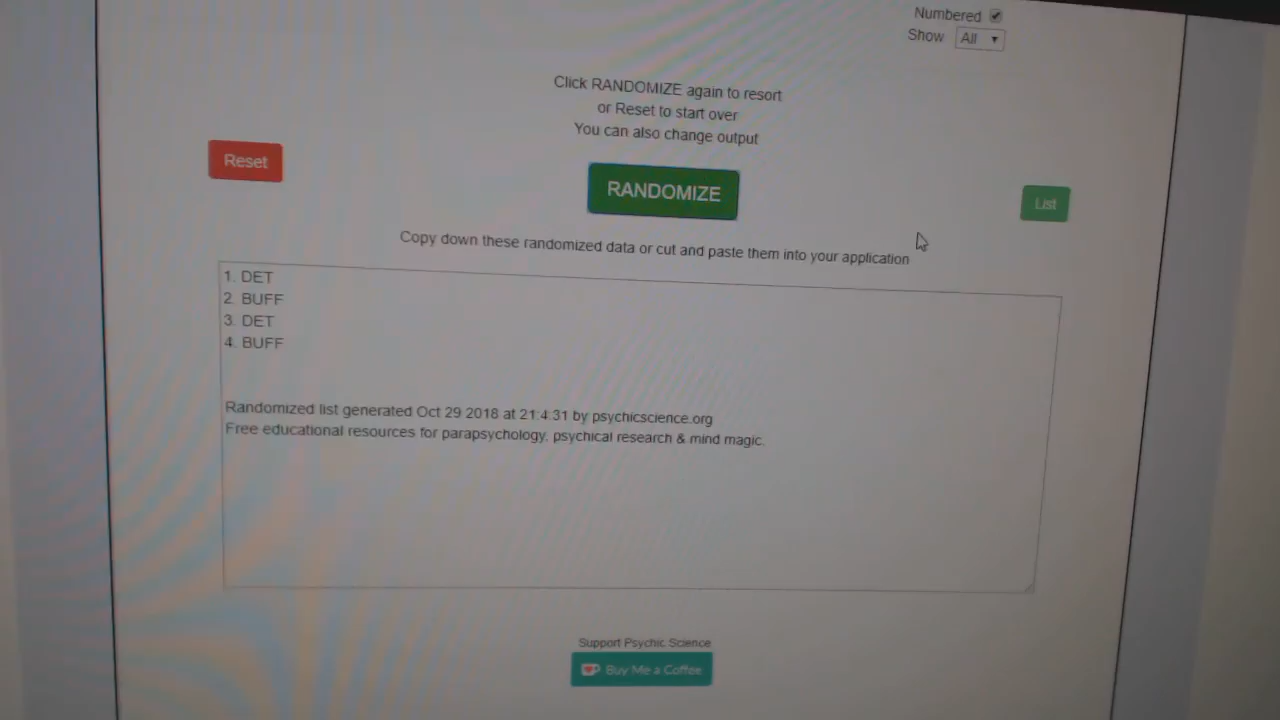 Numbered
Show All
Click RANDOMIZE again to resort
or Reset to start over
You can also change output
Reset
RANDOMIZE
List
Copy down these randomized data or cut and paste them into your application
1. DET
2. BUFF
3. DET
4. BUFF
Randomized list generated Oct 29 2018 at 21:4:31 by psychicscience.org
Free educational resources for parapsychology, psychical research & mind magic.
Support Psychic Science
Buy Me a Coffee